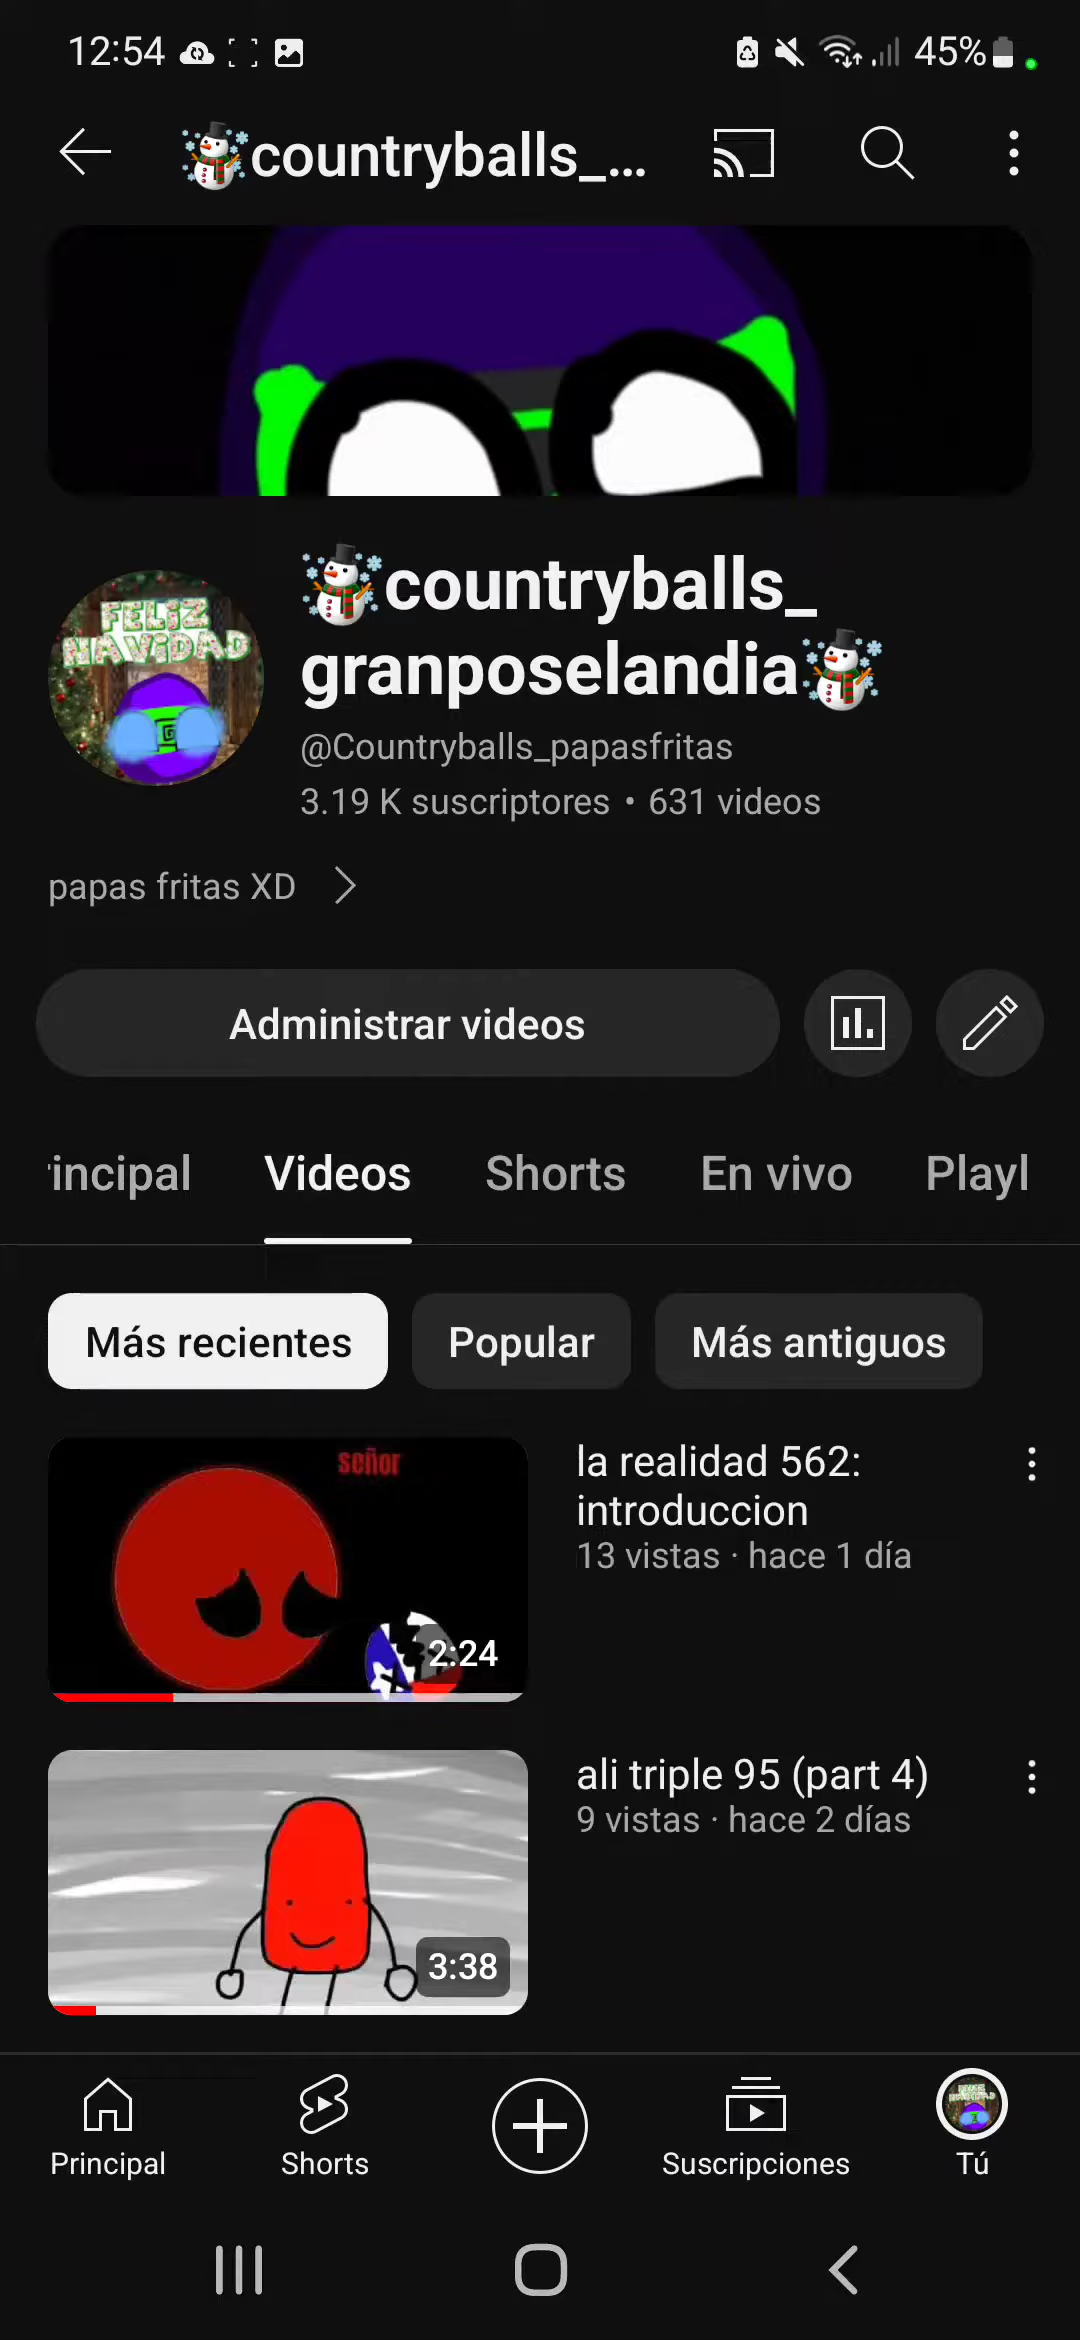 12:54
45%
countryballs_...
FELIZ
NAVIDAD
countryballs_
granposelandia
@Countryballs_papasfritas
3.19 K suscriptores • 631 videos
papas fritas XD
Administrar videos
rincipal Videos Shorts En vivo Playl
Más recientes Popular Más antiguos
señor
2:24
la realidad 562:
introduccion
13 vistas · hace 1 día
3:38
ali triple 95 (part 4)
9 vistas · hace 2 días
Principal Shorts Suscripciones Tú